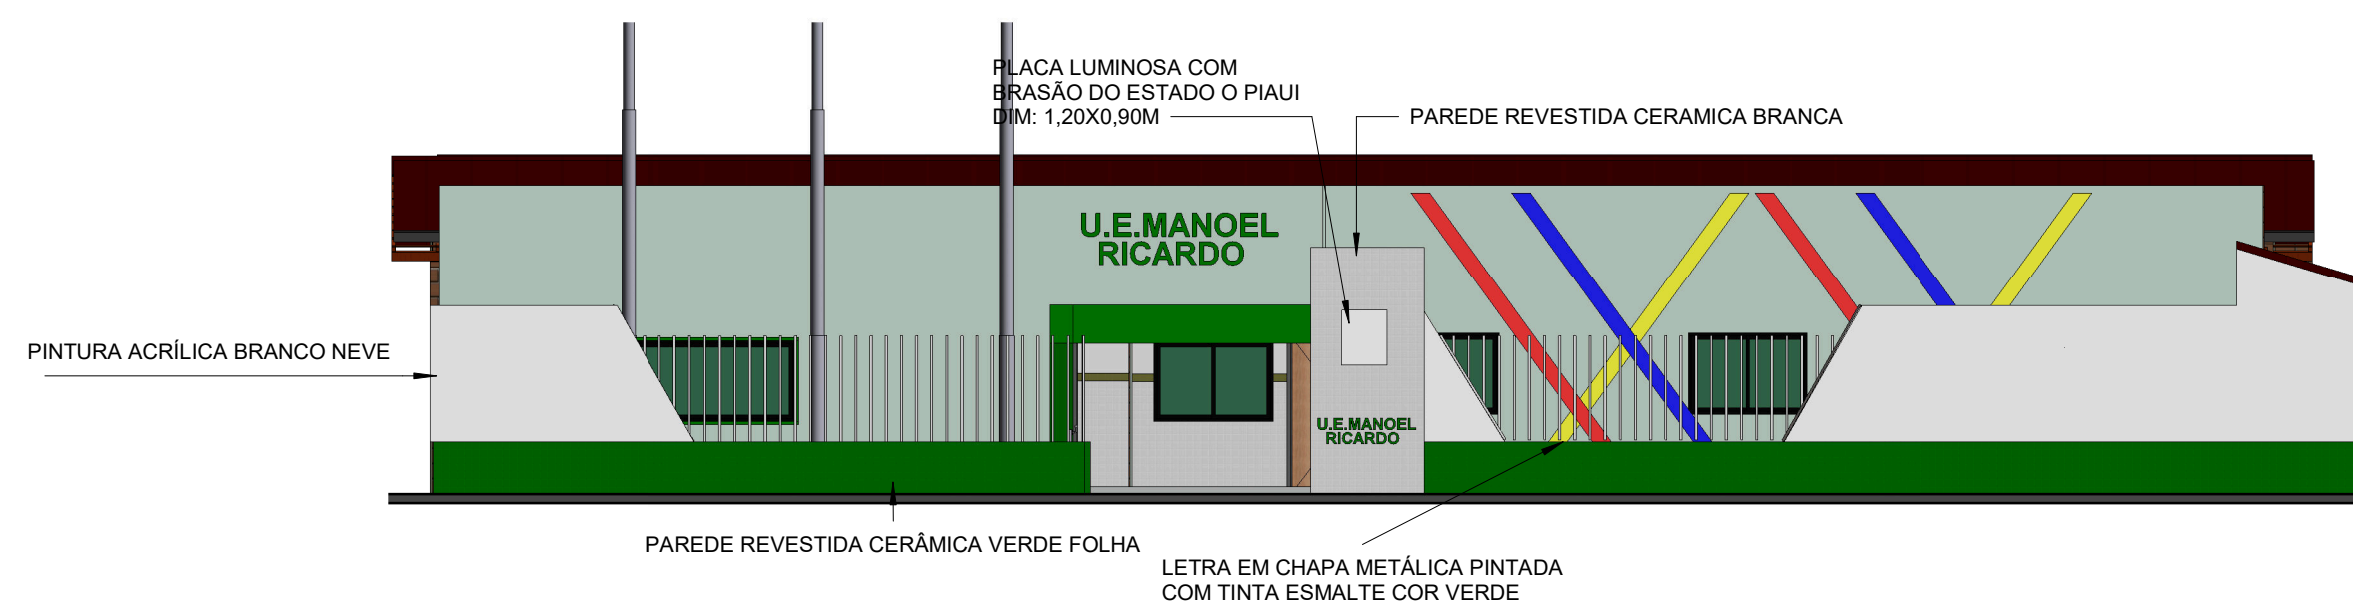 PLACA LUMINOSA COM
BRASÃO DO ESTADO O PIAUI
DIM: 1,20X0,90M
PAREDE REVESTIDA CERAMICA BRANCA
U.E.MANOEL
RICARDO
PINTURA ACRÍLICA BRANCO NEVE
U.E.MANOEL
RICARDO
PAREDE REVESTIDA CERÂMICA VERDE FOLHA
LETRA EM CHAPA METÁLICA PINTADA
COM TINTA ESMALTE COR VERDE